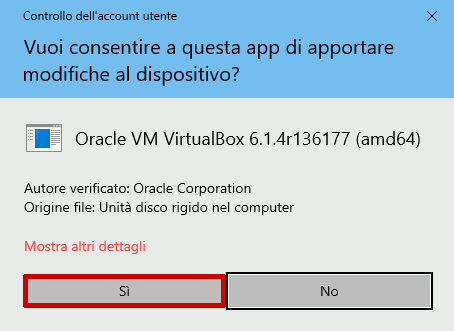 Controllo dell'account utente
Vuoi consentire a questa app di apportare
modifiche al dispositivo?
Oracle VM VirtualBox 6.1.4r136177 (amd64)
Autore verificato: Oracle Corporation
Origine file: Unità disco rigido nel computer
Mostra altri dettagli
Sì
No